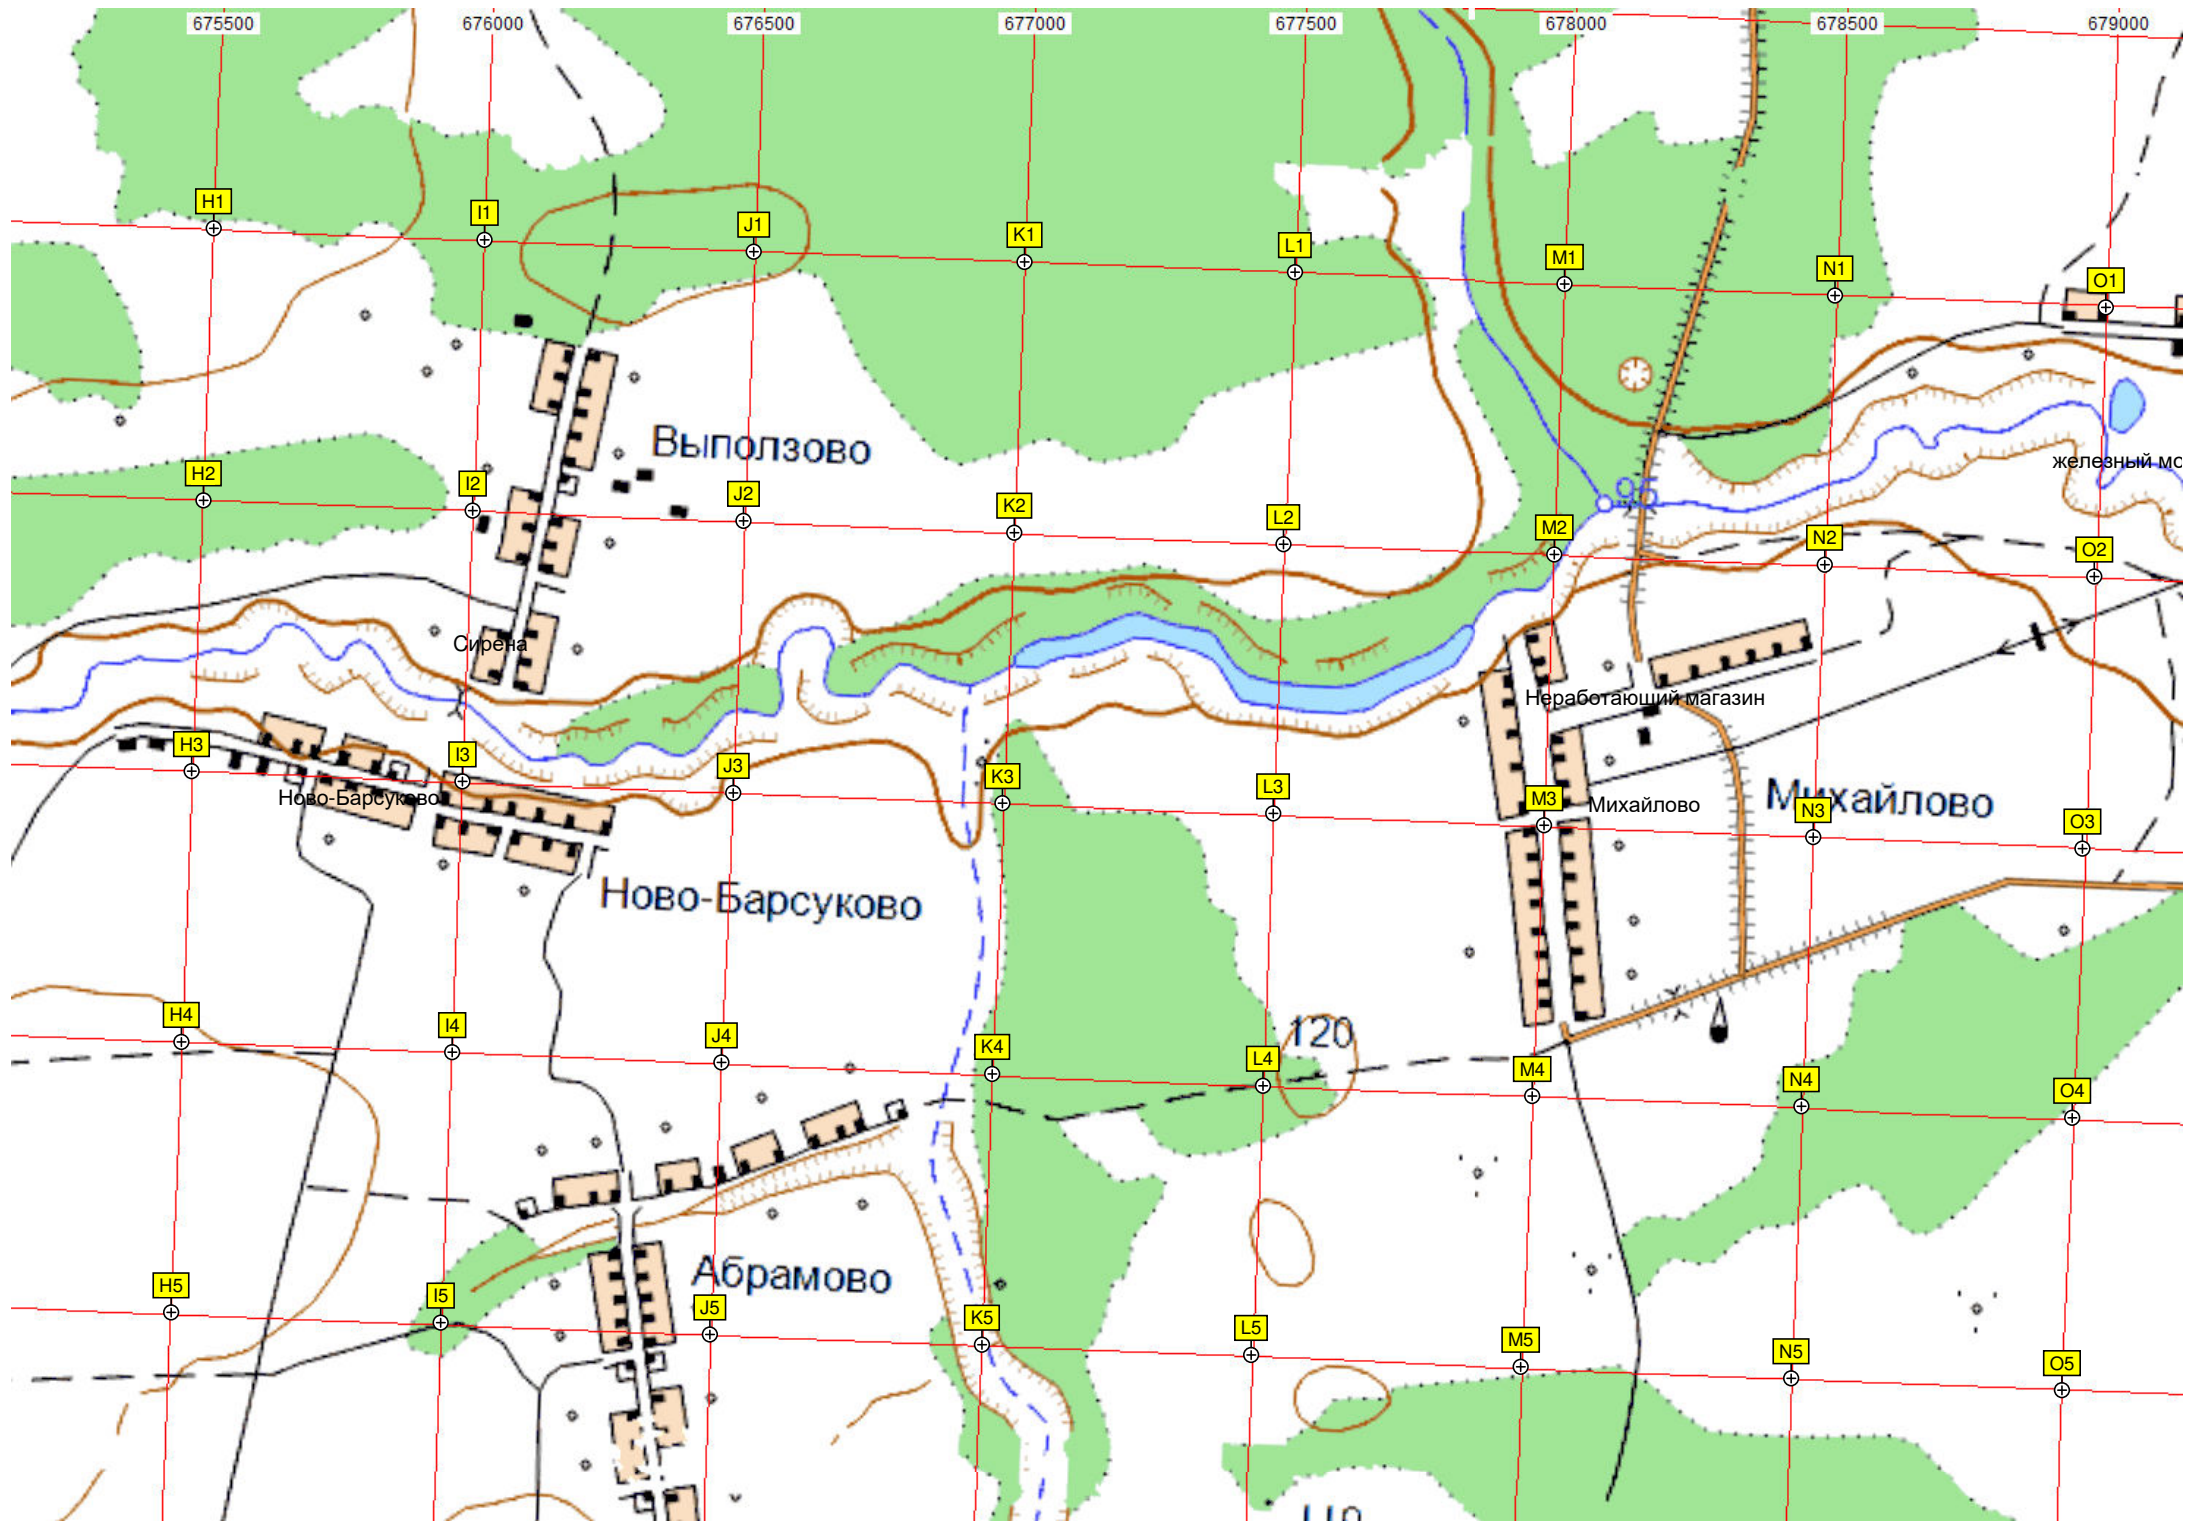 675500 676000 676500 677000 677500 678000 678500 679000
H1 I1 J1 K1 L1 M1 N1 O1
Выползово
железный мо
H2 I2 J2 K2 L2 M2 N2 O2
95
Сирена
Неработающий магазин
H3 I3 J3 K3 L3 M3 N3 O3
Ново-Барсуково
Михайлово
Михайлово
Ново-Барсуково
120
H4 I4 J4 K4 L4 M4 N4 O4
Абрамово
H5 I5 J5 K5 L5 M5 N5 O5